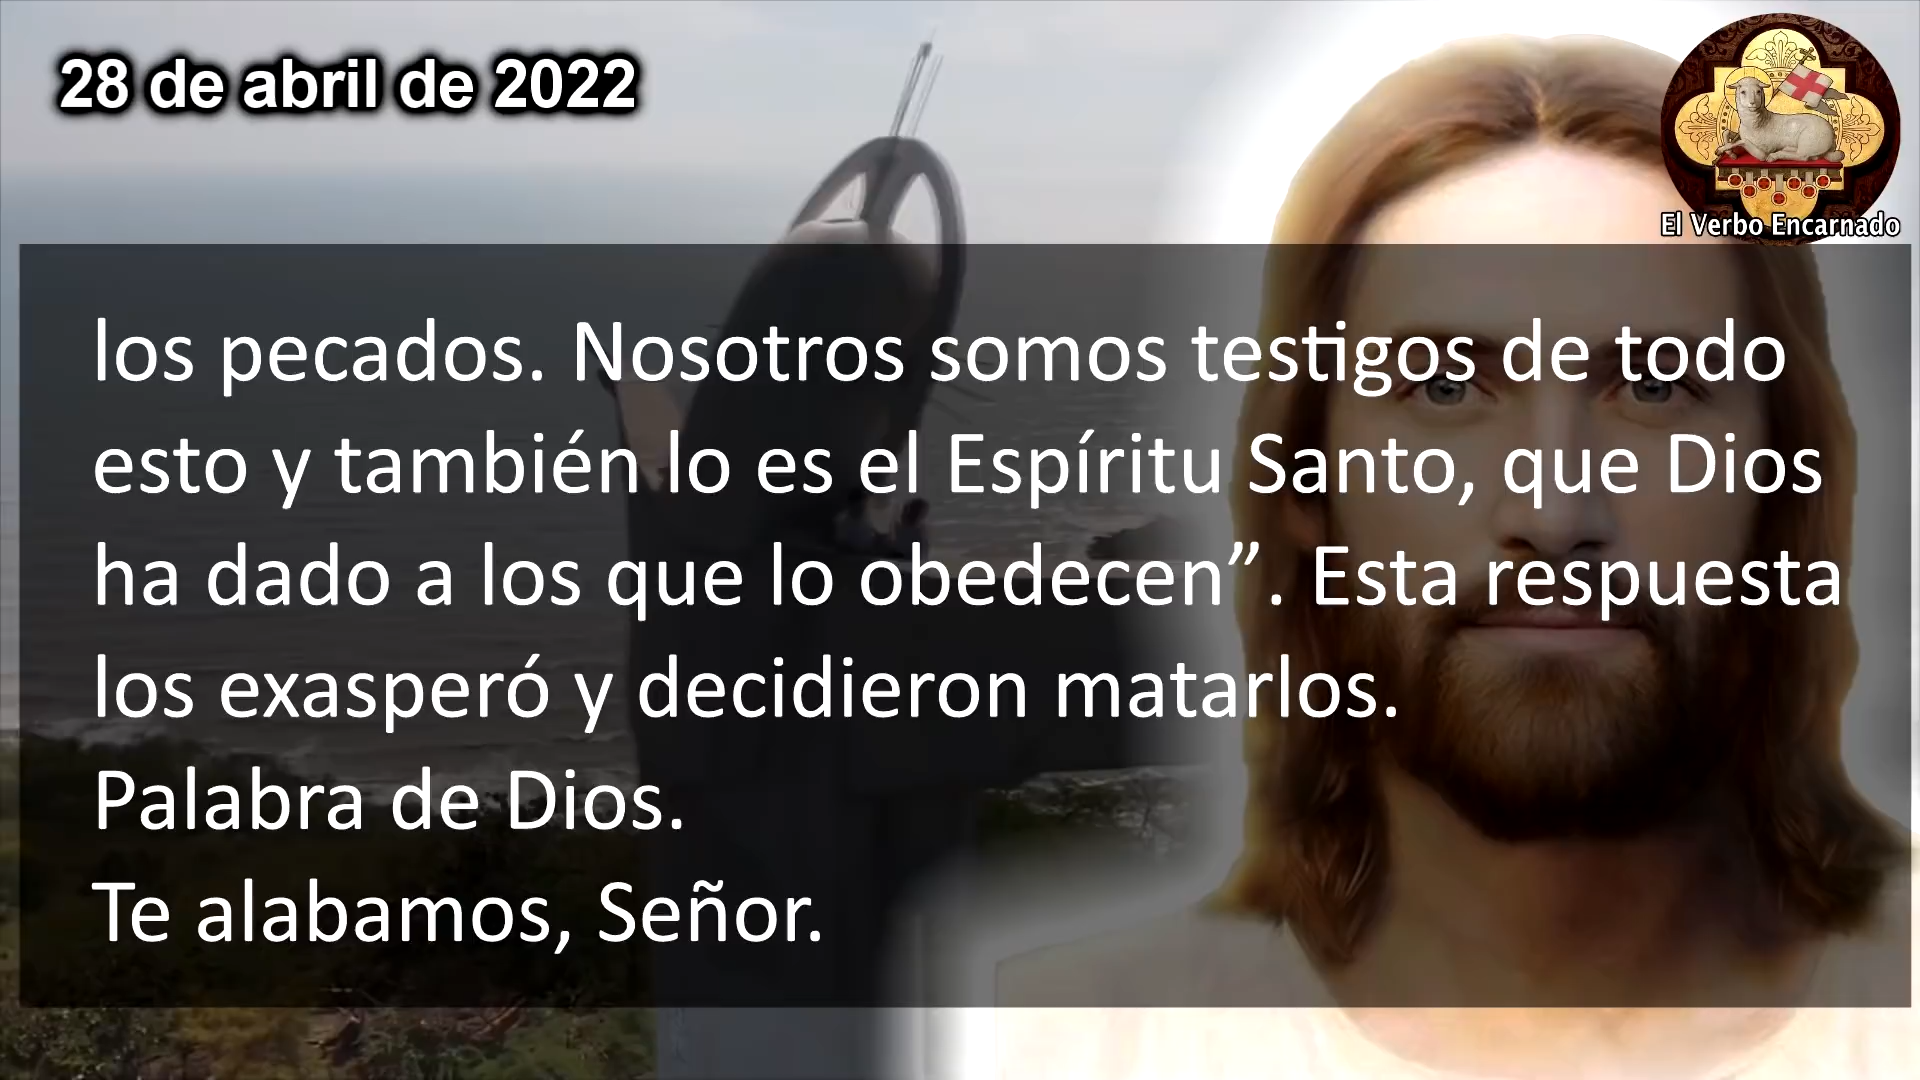 28 de abril de 2022
El Verbo Encarnado
los pecados. Nosotros somos testigos de todo
esto y también lo es el Espíritu Santo, que Dios
ha dado a los que lo obedecen”. Esta respuesta
los exasperó y decidieron matarlos.
Palabra de Dios.
Te alabamos, Señor.